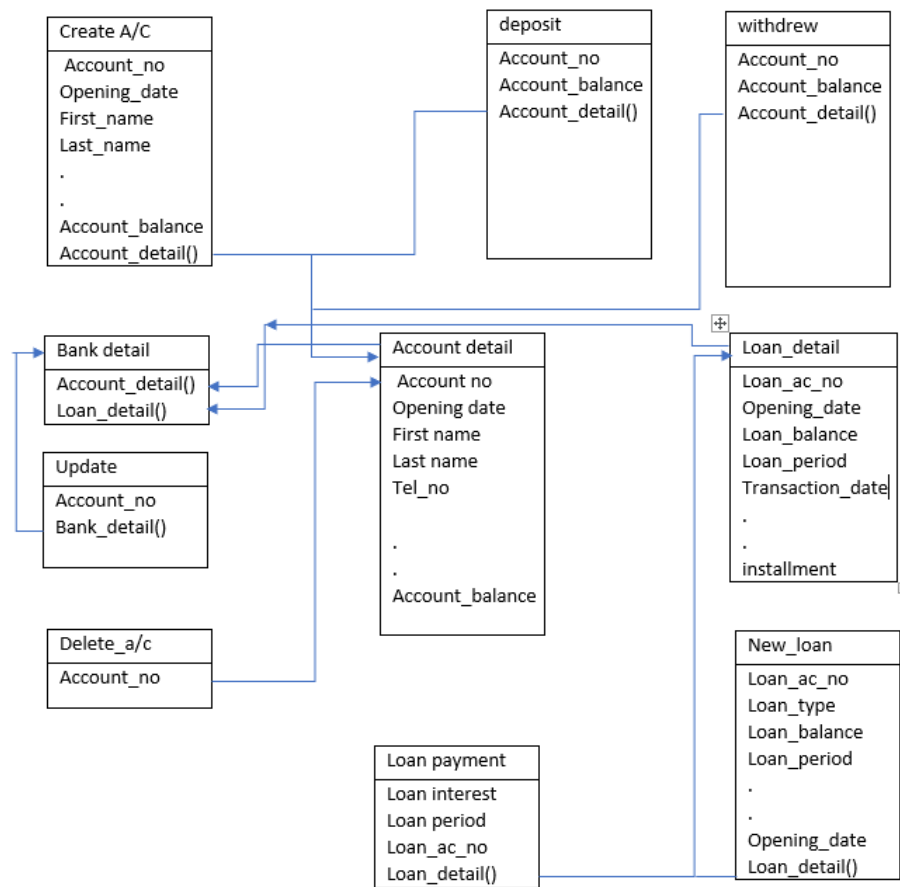 Create A/C
Account_no
Opening_date
First_name
Last_name
.
.
Account_balance
Account_detail()
deposit
Account_no
Account_balance
Account_detail()
withdrew
Account_no
Account_balance
Account_detail()
Bank detail
Account_detail()
Loan_detail()
Update
Account_no
Bank_detail()
Delete_a/c
Account_no
Account detail
Account no
Opening date
First name
Last name
Tel_no
.
.
Account_balance
Loan_detail
Loan_ac_no
Opening_date
Loan_balance
Loan_period
Transaction_date
.
.
installment
Loan payment
Loan interest
Loan period
Loan_ac_no
Loan_detail()
New_loan
Loan_ac_no
Loan_type
Loan_balance
Loan_period
.
.
Opening_date
Loan_detail()